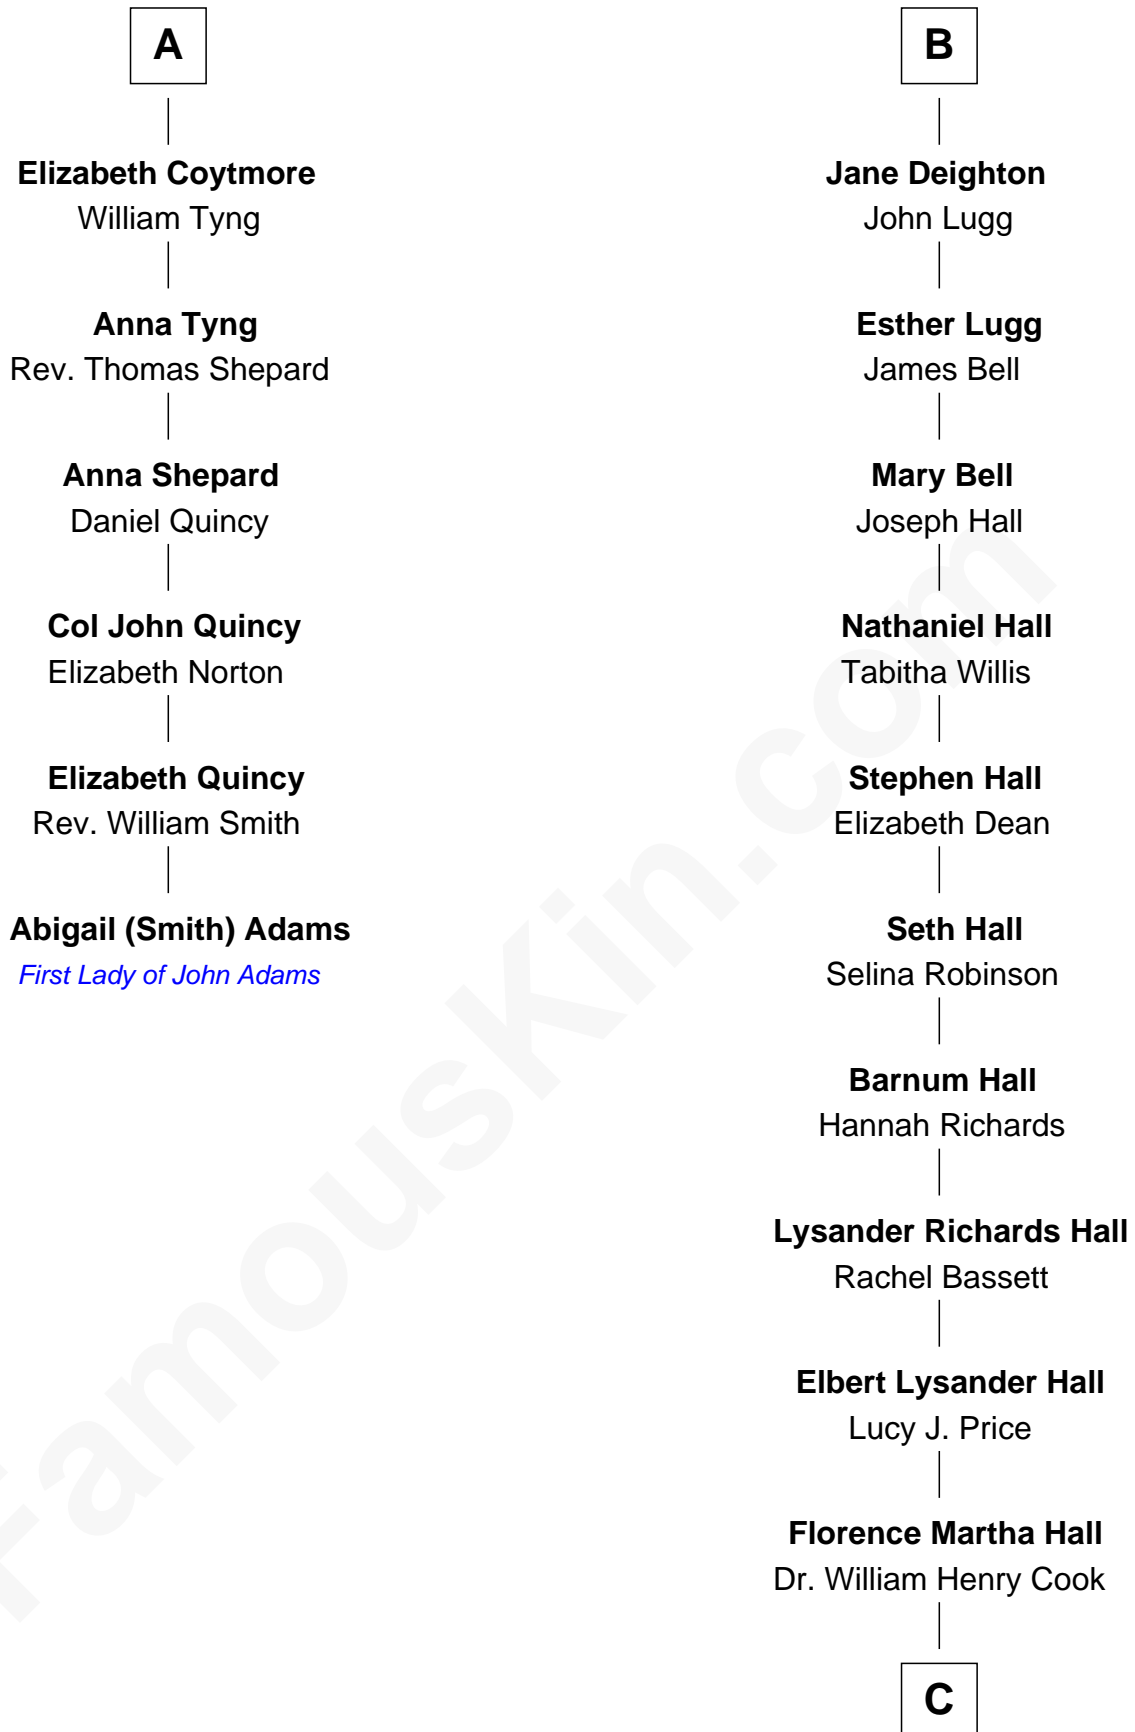 A
Elizabeth Coytmore
William Tyng
Anna Tyng
Rev. Thomas Shepard
Anna Shepard
Daniel Quincy
Col John Quincy
Elizabeth Norton
Elizabeth Quincy
Rev. William Smith
Abigail (Smith) Adams
First Lady of John Adams
B
Jane Deighton
John Lugg
Esther Lugg
James Bell
Mary Bell
Joseph Hall
Nathaniel Hall
Tabitha Willis
Stephen Hall
Elizabeth Dean
Seth Hall
Selina Robinson
Barnum Hall
Hannah Richards
Lysander Richards Hall
Rachel Bassett
Elbert Lysander Hall
Lucy J. Price
Florence Martha Hall
Dr. William Henry Cook
C
FamousKin.com